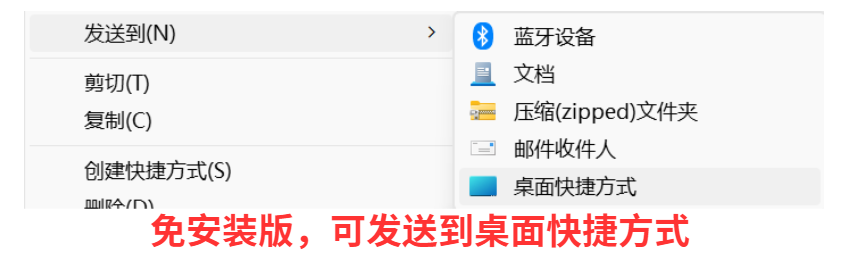 发送到(N)
剪切(T)
复制(C)
创建快捷方式(S)
删除(D)
蓝牙设备
文档
压缩(zipped)文件夹
邮件收件人
桌面快捷方式
免安装版，可发送到桌面快捷方式